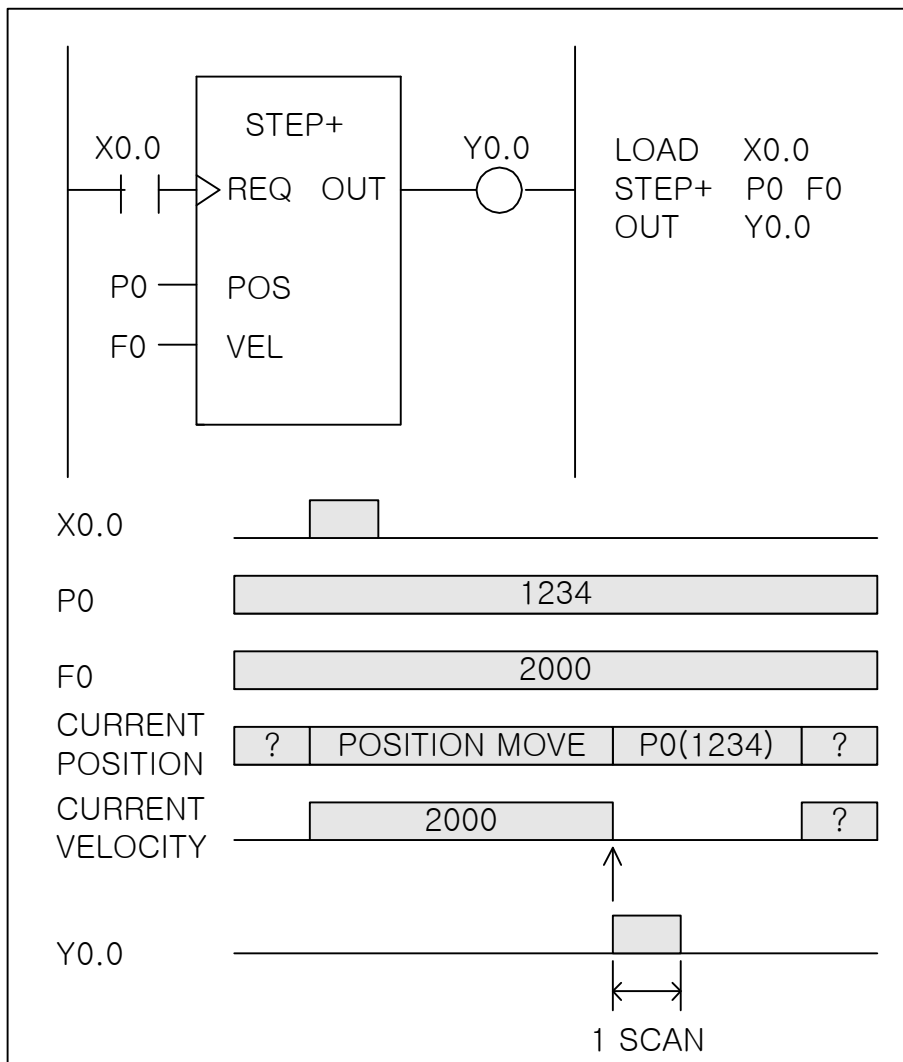 STEP+
X0.0
Y0.0
REQ OUT
P0
POS
F0
VEL
LOAD X0.0
STEP+ P0 F0
OUT Y0.0
X0.0
P0
1234
F0
2000
CURRENT
POSITION
?
POSITION MOVE
P0(1234)
?
CURRENT
VELOCITY
2000
?
Y0.0
1 SCAN